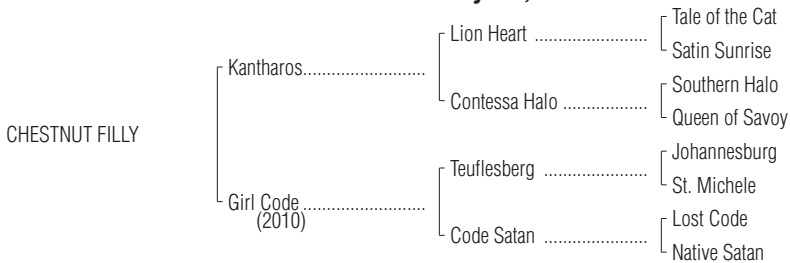 Tale of the Cat
Lion Heart ........................
Satin Sunrise
Kantharos..........................
Southern Halo
Contessa Halo ..................
Queen of Savoy
CHESTNUT FILLY
Johannesburg
Teuflesberg ......................
St. Michele
Girl Code ..........................
(2010)
Lost Code
Code Satan ......................
Native Satan